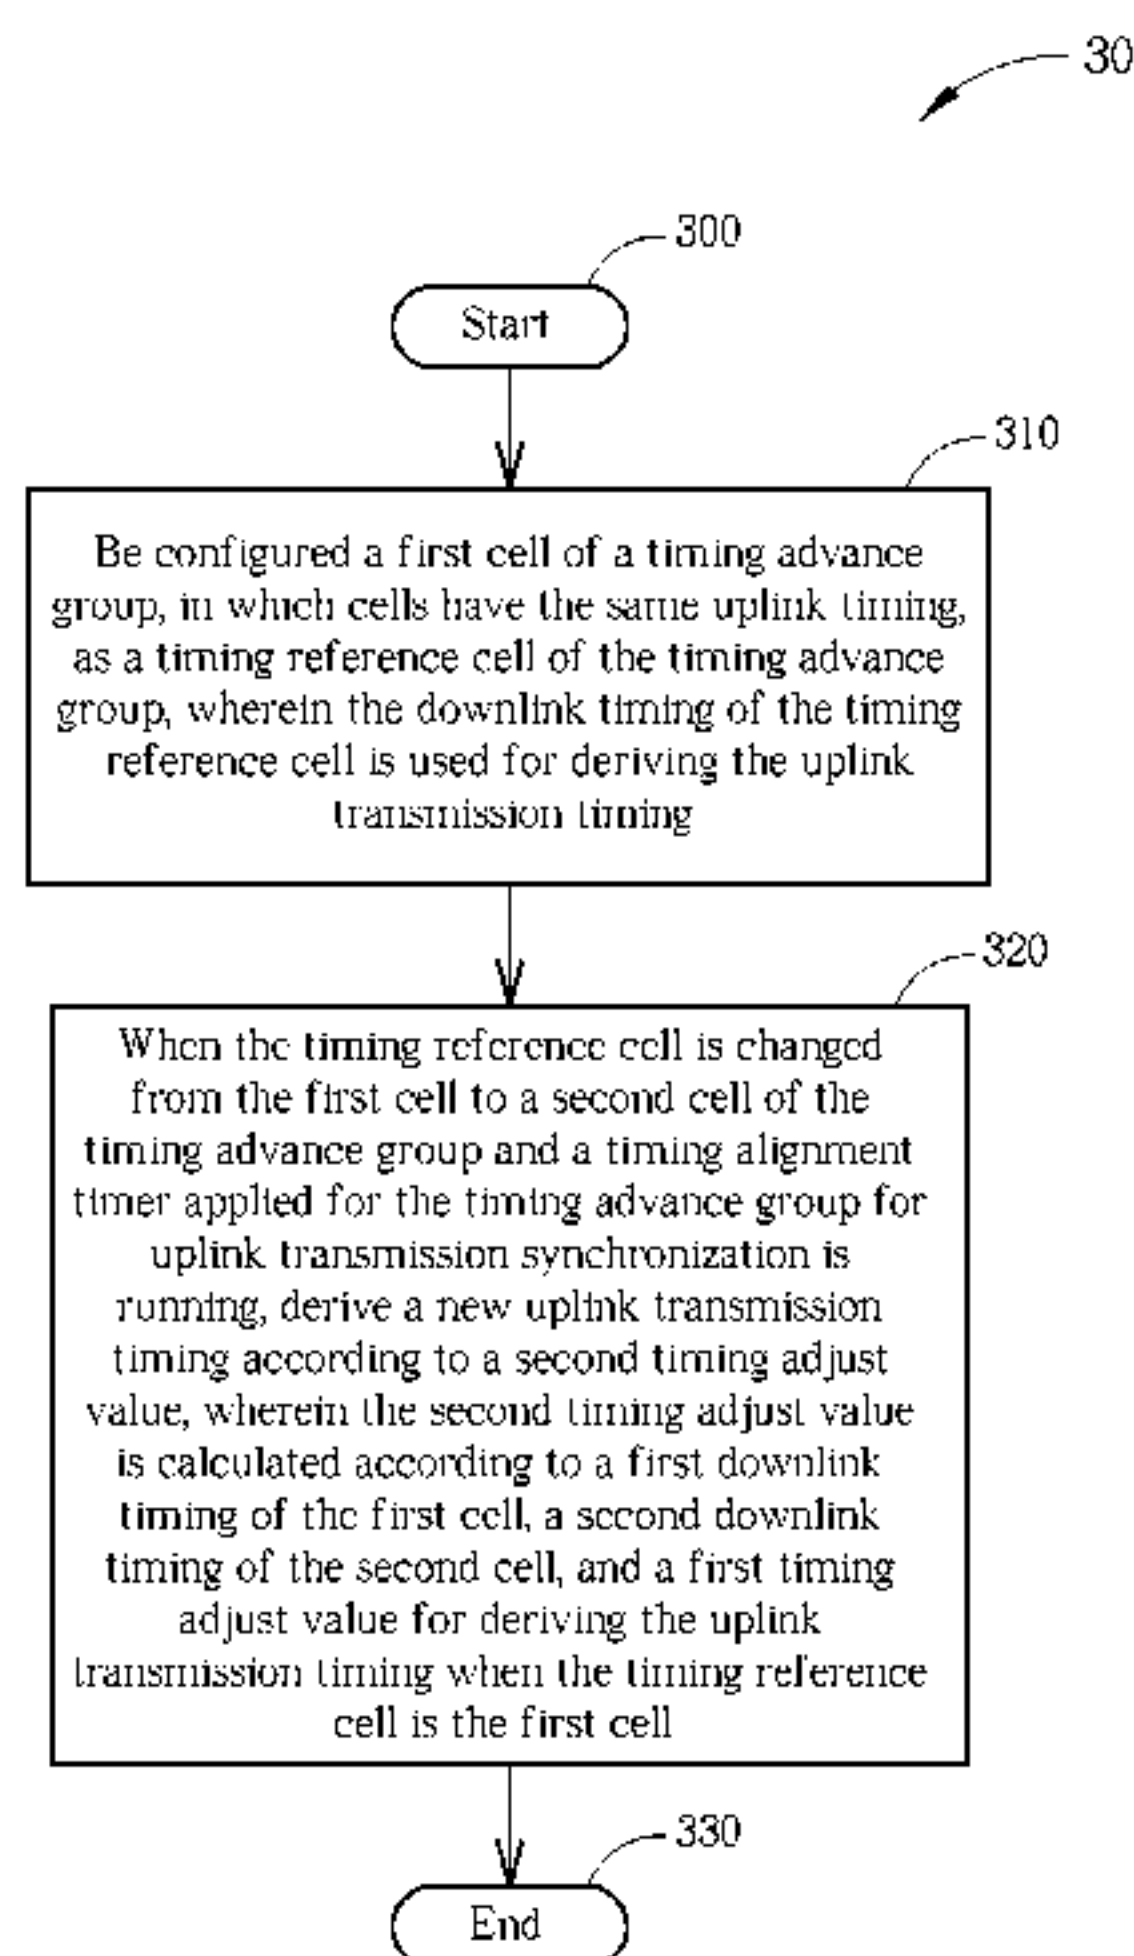 30
300
Start
310
Be configured a first cell of a timing advance
group, in which cells have the same uplink timing,
as a timing reference cell of the timing advance
group, wherein the downlink timing of the timing
reference cell is used for deriving the uplink
transmission timing
320
When the timing reference cell is changed
from the first cell to a second cell of the
timing advance group and a timing alignment
timer applied for the timing advance group for
uplink transmission synchronization is
running, derive a new uplink transmission
timing according to a second timing adjust
value, wherein the second timing adjust value
is calculated according to a first downlink
timing of the first cell, a second downlink
timing of the second cell, and a first timing
adjust value for deriving the uplink
transmission timing when the timing reference
cell is the first cell
330
End